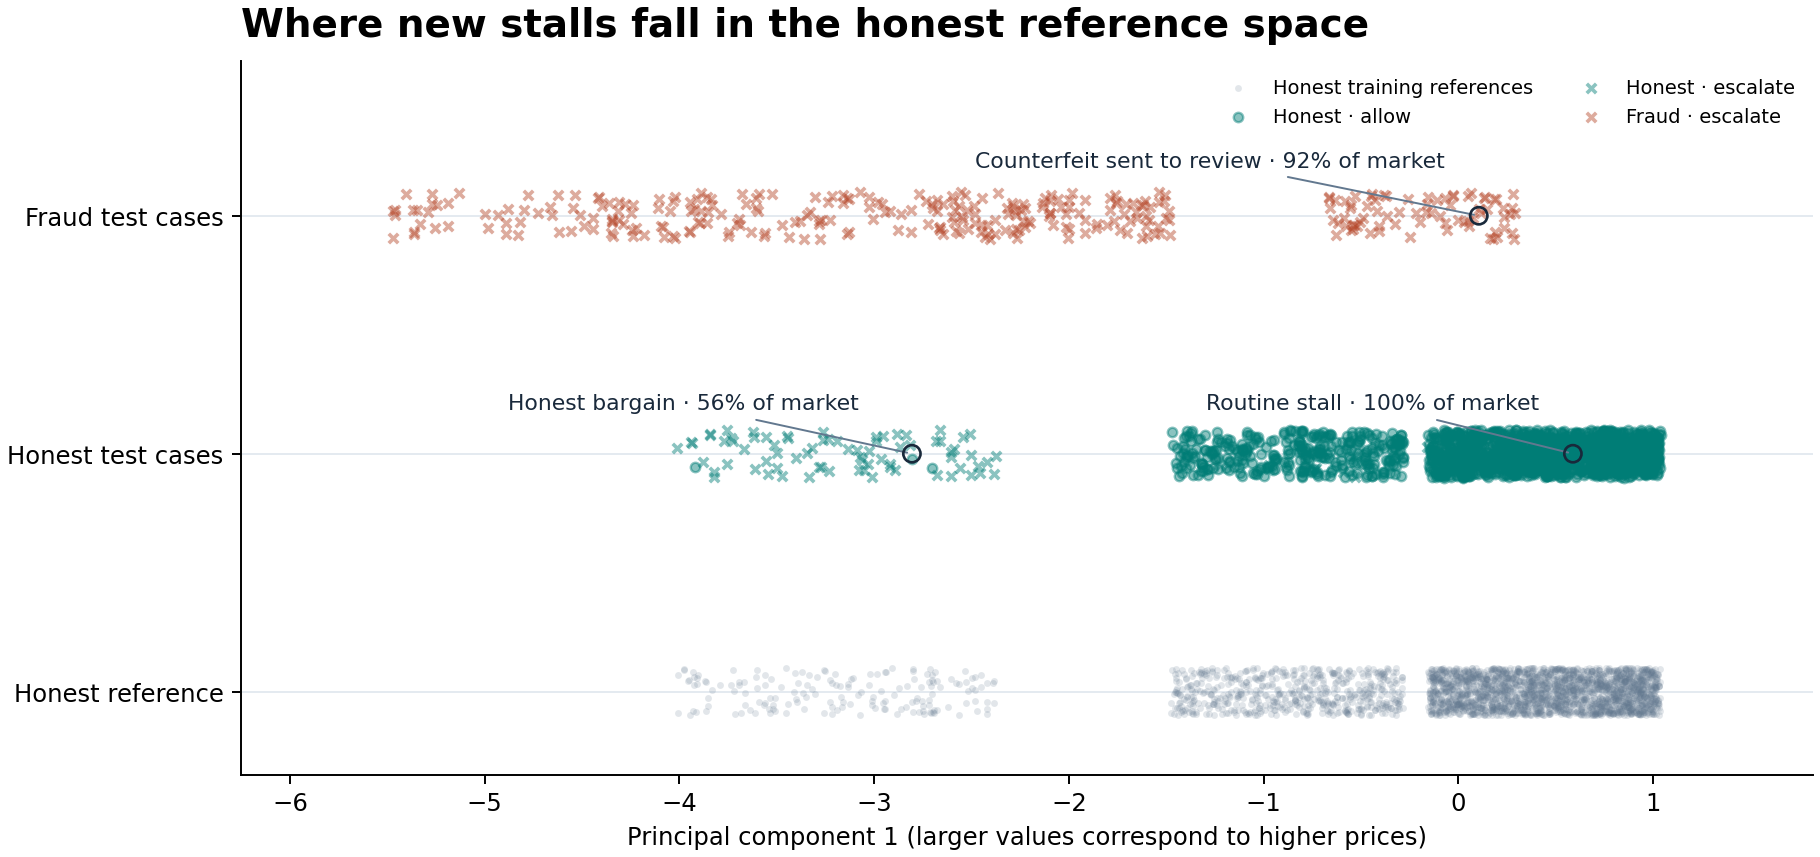 Where new stalls fall in the honest reference space
Honest training references
Honest · allow
Honest · escalate
Fraud · escalate
Counterfeit sent to review · 92% of market
Fraud test cases
Honest bargain · 56% of market
Routine stall · 100% of market
Honest test cases
Honest reference
−6 −5 −4 −3 −2 −1 0 1
Principal component 1 (larger values correspond to higher prices)